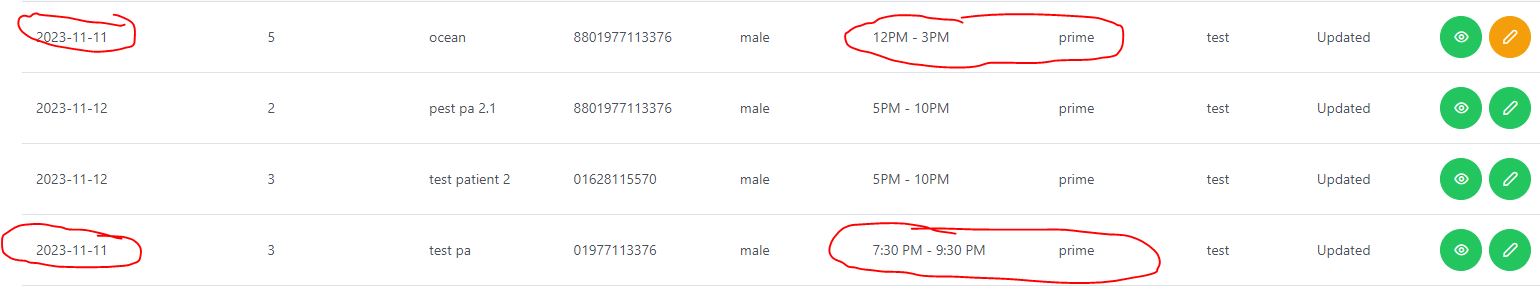 2023-11-11 5 ocean 8801977113376 male 12PM - 3PM prime test Updated
2023-11-12 2 pest pa 2.1 8801977113376 male 5PM - 10PM prime test Updated
2023-11-12 3 test patient 2 01628115570 male 5PM - 10PM prime test Updated
2023-11-11 3 test pa 01977113376 male 7:30 PM - 9:30 PM prime test Updated